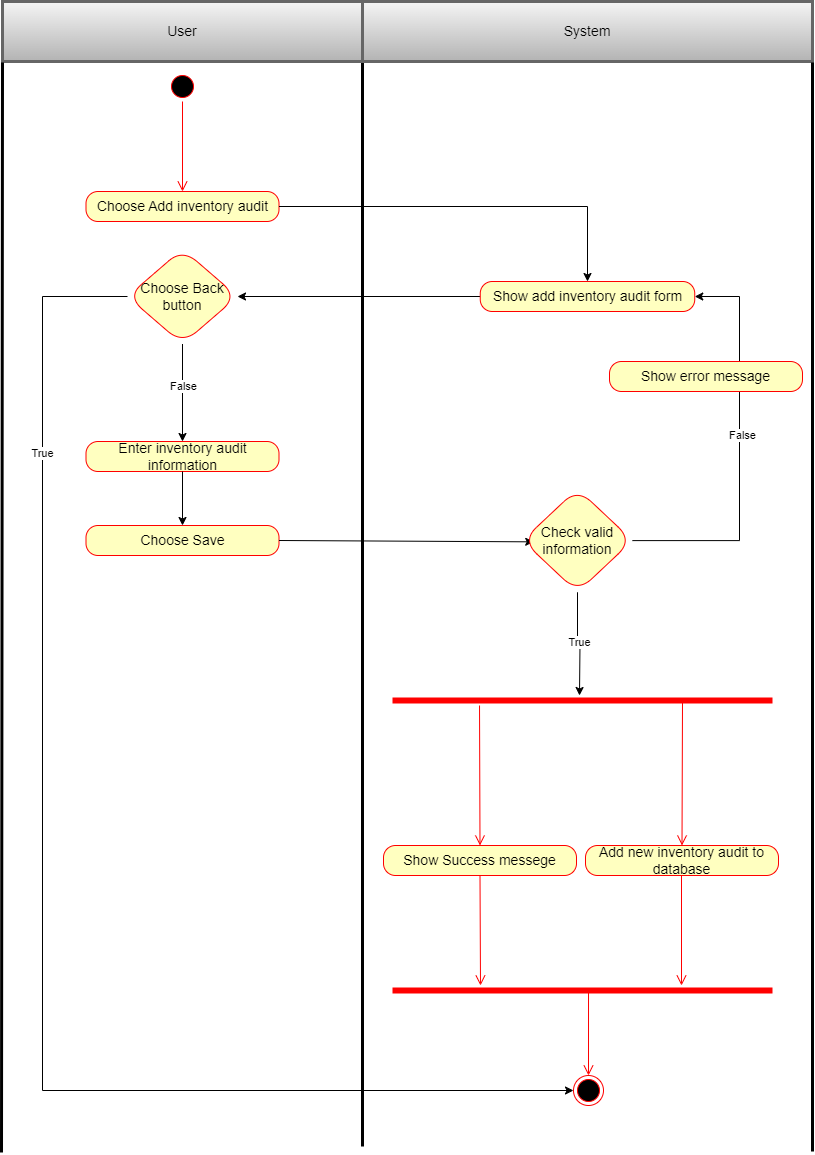 User
System
Choose Add inventory audit
Choose Back
button
Show add inventory audit form
Show error message
False
Enter inventory audit
information
True
False
Choose Save
Check valid
information
True
Show Success messege
Add new inventory audit to
database